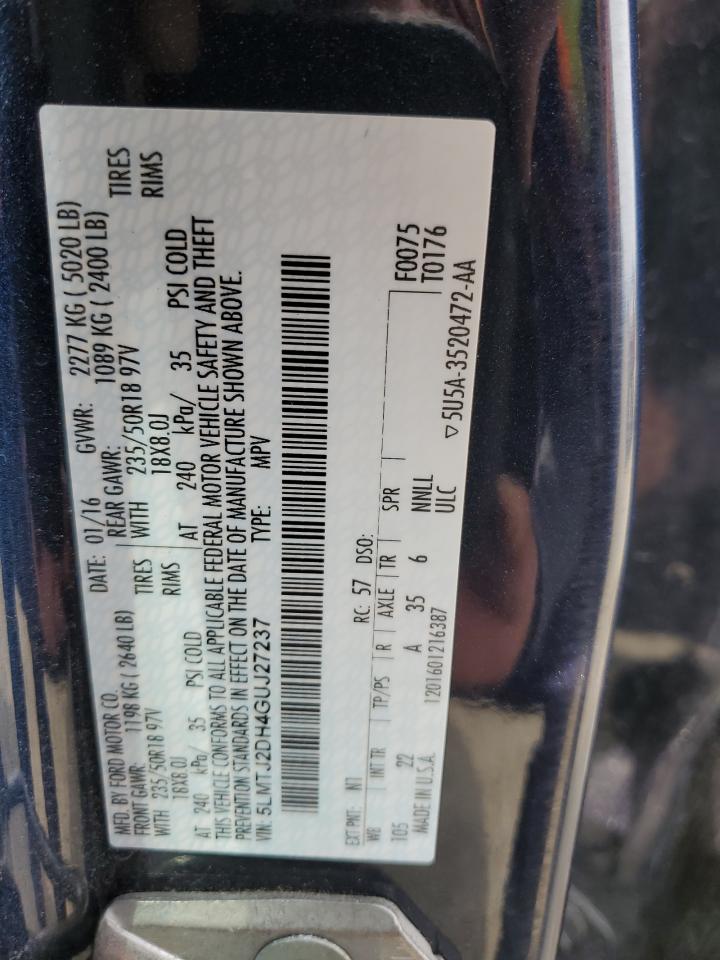 MFD. BY FORD MOTOR CO. DATE: 01/16 GVWR: 2277 KG ( 5020 LB)
FRONT GAWR: 1198 KG ( 2640 LB) REAR GAWR: 1089 KG ( 2400 LB)
WITH 235/50R18 97V TIRES WITH 235/50R18 97V TIRES
18X8.0J RIMS 18X8.0J RIMS
AT 240 kPa/ 35 PSI COLD AT 240 kPa/ 35 PSI COLD
THIS VEHICLE CONFORMS TO ALL APPLICABLE FEDERAL MOTOR VEHICLE SAFETY AND THEFT
PREVENTION STANDARDS IN EFFECT ON THE DATE OF MANUFACTURE SHOWN ABOVE.
VIN: 5LMTJ2DH4GUJ27237 TYPE: MPV
EXT PNT: N1 RC: 57 DSO: F0075
WB INT TR TP/PS R AXLE TR SPR T0176
105 22 A 35 6 NNLL
MADE IN U.S.A. 1201601216387 ULC ▽5U5A-3520472-AA